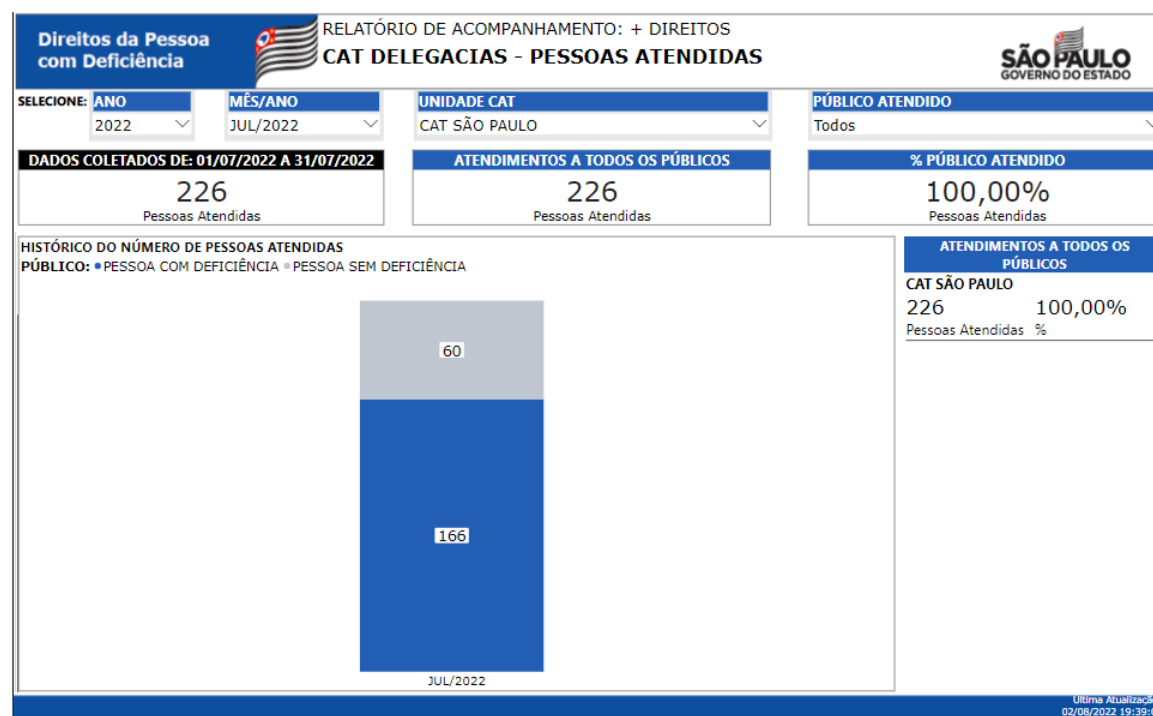 Direitos da Pessoa
com Deficiência
RELATÓRIO DE ACOMPANHAMENTO: + DIREITOS
CAT DELEGACIAS - PESSOAS ATENDIDAS
SÃO PAULO
GOVERNO DO ESTADO
SELECIONE:
ANO
2022
MÊS/ANO
JUL/2022
UNIDADE CAT
CAT SÃO PAULO
PÚBLICO ATENDIDO
Todos
DADOS COLETADOS DE: 01/07/2022 A 31/07/2022
226
Pessoas Atendidas
ATENDIMENTOS A TODOS OS PÚBLICOS
226
Pessoas Atendidas
% PÚBLICO ATENDIDO
100,00%
Pessoas Atendidas
HISTÓRICO DO NÚMERO DE PESSOAS ATENDIDAS
PÚBLICO: PESSOA COM DEFICIÊNCIA PESSOA SEM DEFICIÊNCIA
60
166
JUL/2022
ATENDIMENTOS A TODOS OS
PÚBLICOS
CAT SÃO PAULO
226 100,00%
Pessoas Atendidas %
Ultima
02/08/2022